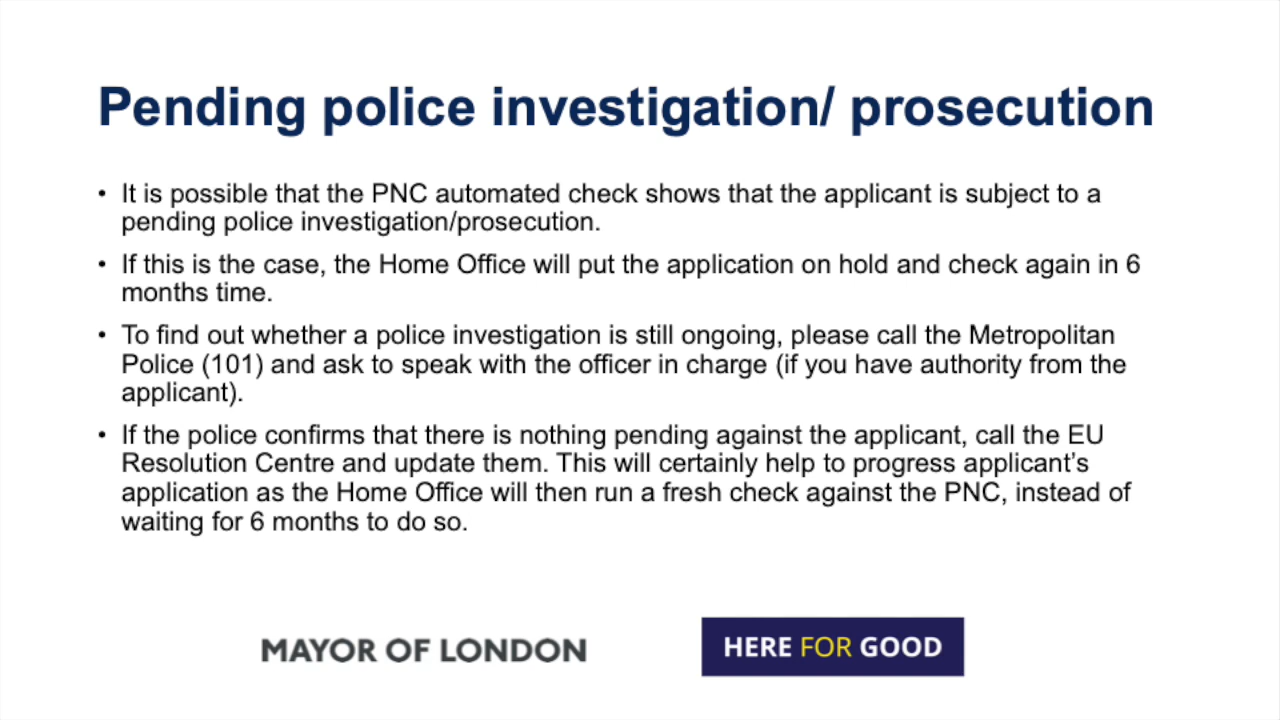 Pending police investigation/ prosecution
• It is possible that the PNC automated check shows that the applicant is subject to a
pending police investigation/prosecution.
• If this is the case, the Home Office will put the application on hold and check again in 6
months time.
• To find out whether a police investigation is still ongoing, please call the Metropolitan
Police (101) and ask to speak with the officer in charge (if you have authority from the
applicant).
• If the police confirms that there is nothing pending against the applicant, call the EU
Resolution Centre and update them. This will certainly help to progress applicant’s
application as the Home Office will then run a fresh check against the PNC, instead of
waiting for 6 months to do so.
MAYOR OF LONDON
HERE FOR GOOD